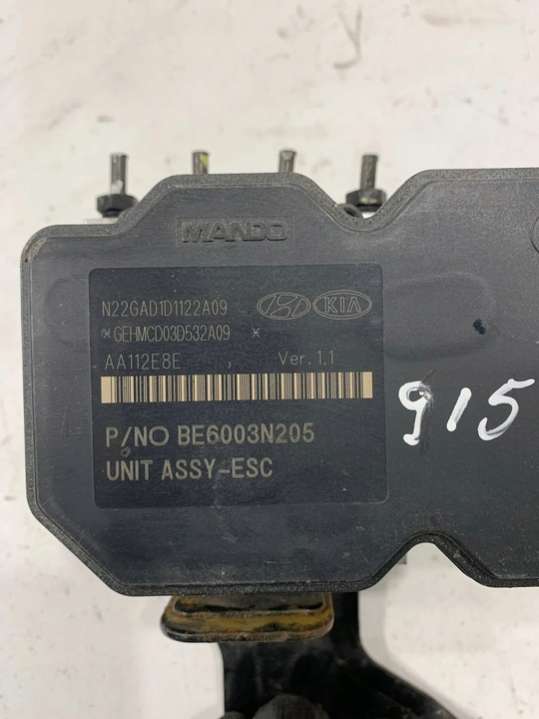 MANDO
N22GAD1D1122A09
*GEHMCD03D532A09 *
KIA
AA112E8E , Ver.1.1
P/NO BE6003N205
UNIT ASSY-ESC
915